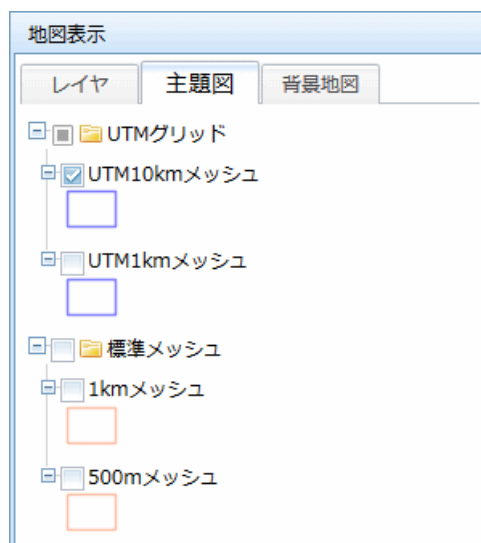 地図表示
レイヤ 主題図 背景地図
UTMグリッド
UTM10kmメッシュ
UTM1kmメッシュ
標準メッシュ
1kmメッシュ
500mメッシュ